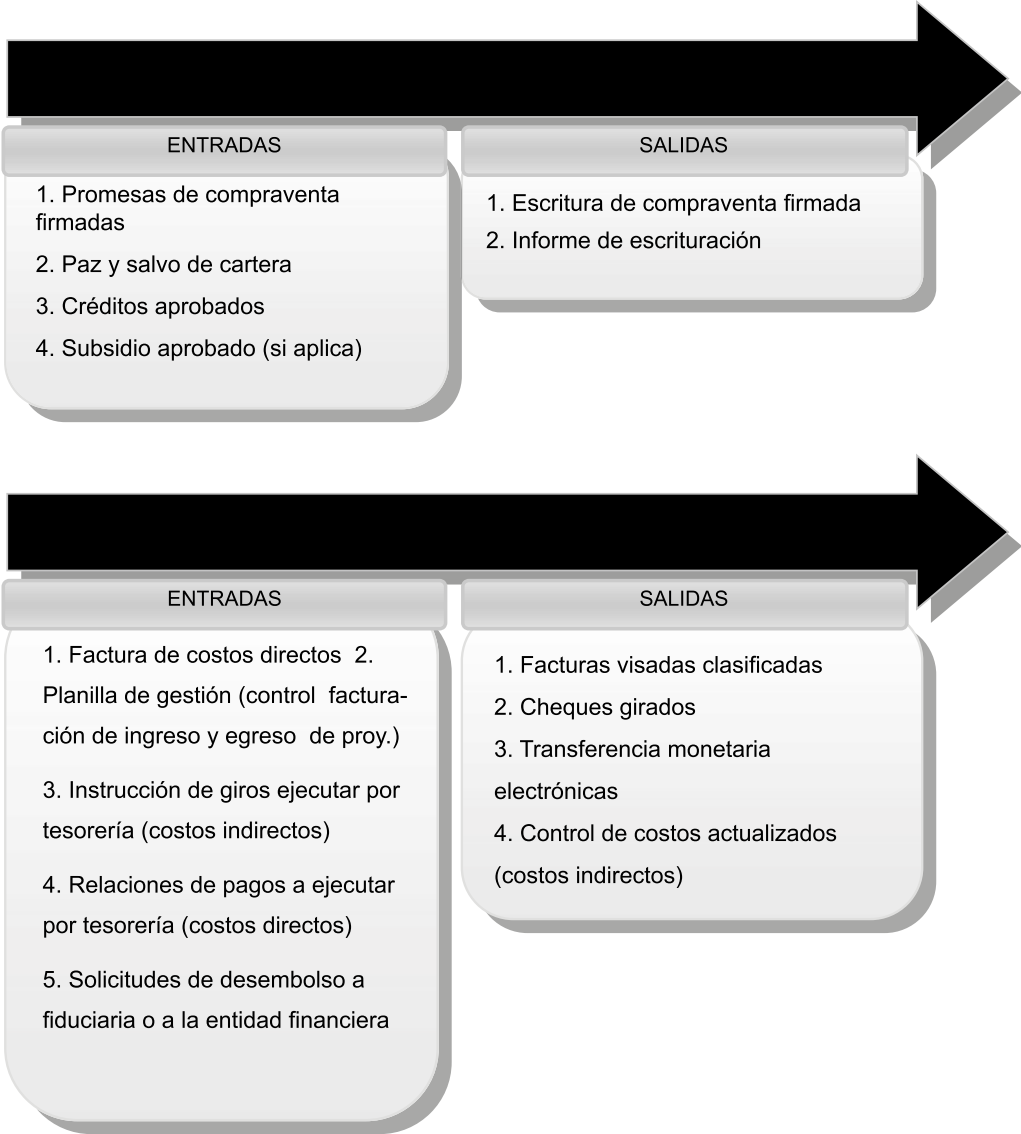 ENTRADAS
1. Promesas de compraventa
firmadas
2. Paz y salvo de cartera
3. Créditos aprobados
4. Subsidio aprobado (si aplica)
SALIDAS
1. Escritura de compraventa firmada
2. Informe de escrituración
ENTRADAS
1. Factura de costos directos  2.
Planilla de gestión (control  factura-
ción de ingreso y egreso  de proy.)
3. Instrucción de giros ejecutar por
tesorería (costos indirectos)
4. Relaciones de pagos a ejecutar
por tesorería (costos directos)
5. Solicitudes de desembolso a
fiduciaria o a la entidad financiera
SALIDAS
1. Facturas visadas clasificadas
2. Cheques girados
3. Transferencia monetaria
electrónicas
4. Control de costos actualizados
(costos indirectos)